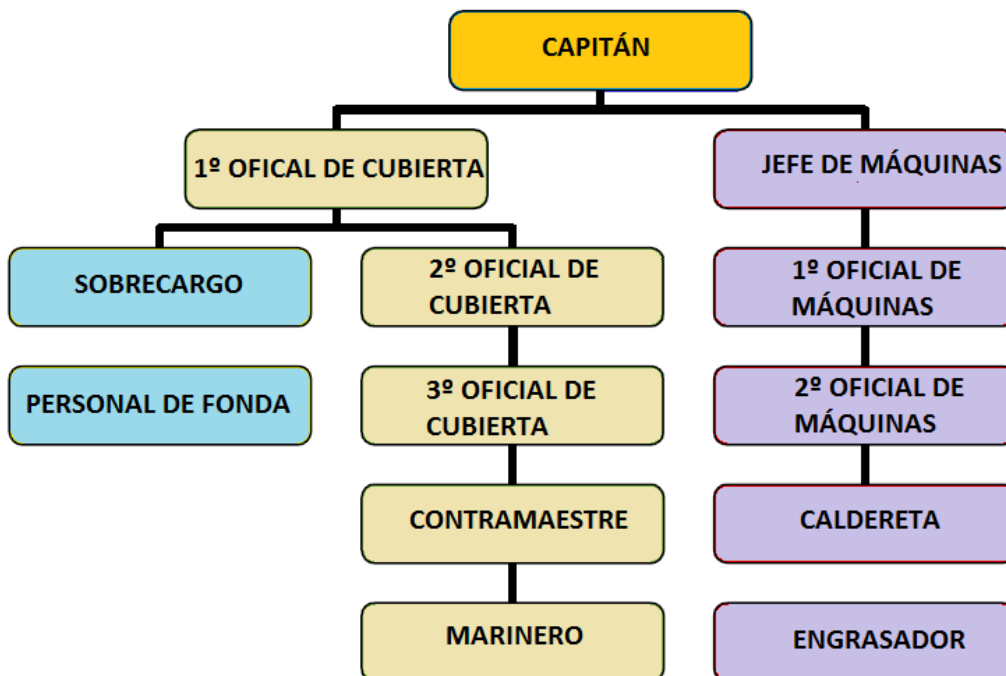 CAPITÁN
1º OFICAL DE CUBIERTA
JEFE DE MÁQUINAS
SOBRECARGO
2º OFICIAL DE
CUBIERTA
1º OFICIAL DE
MÁQUINAS
PERSONAL DE FONDA
3º OFICIAL DE
CUBIERTA
2º OFICIAL DE
MÁQUINAS
CONTRAMAESTRE
CALDERETA
MARINERO
ENGRASADOR